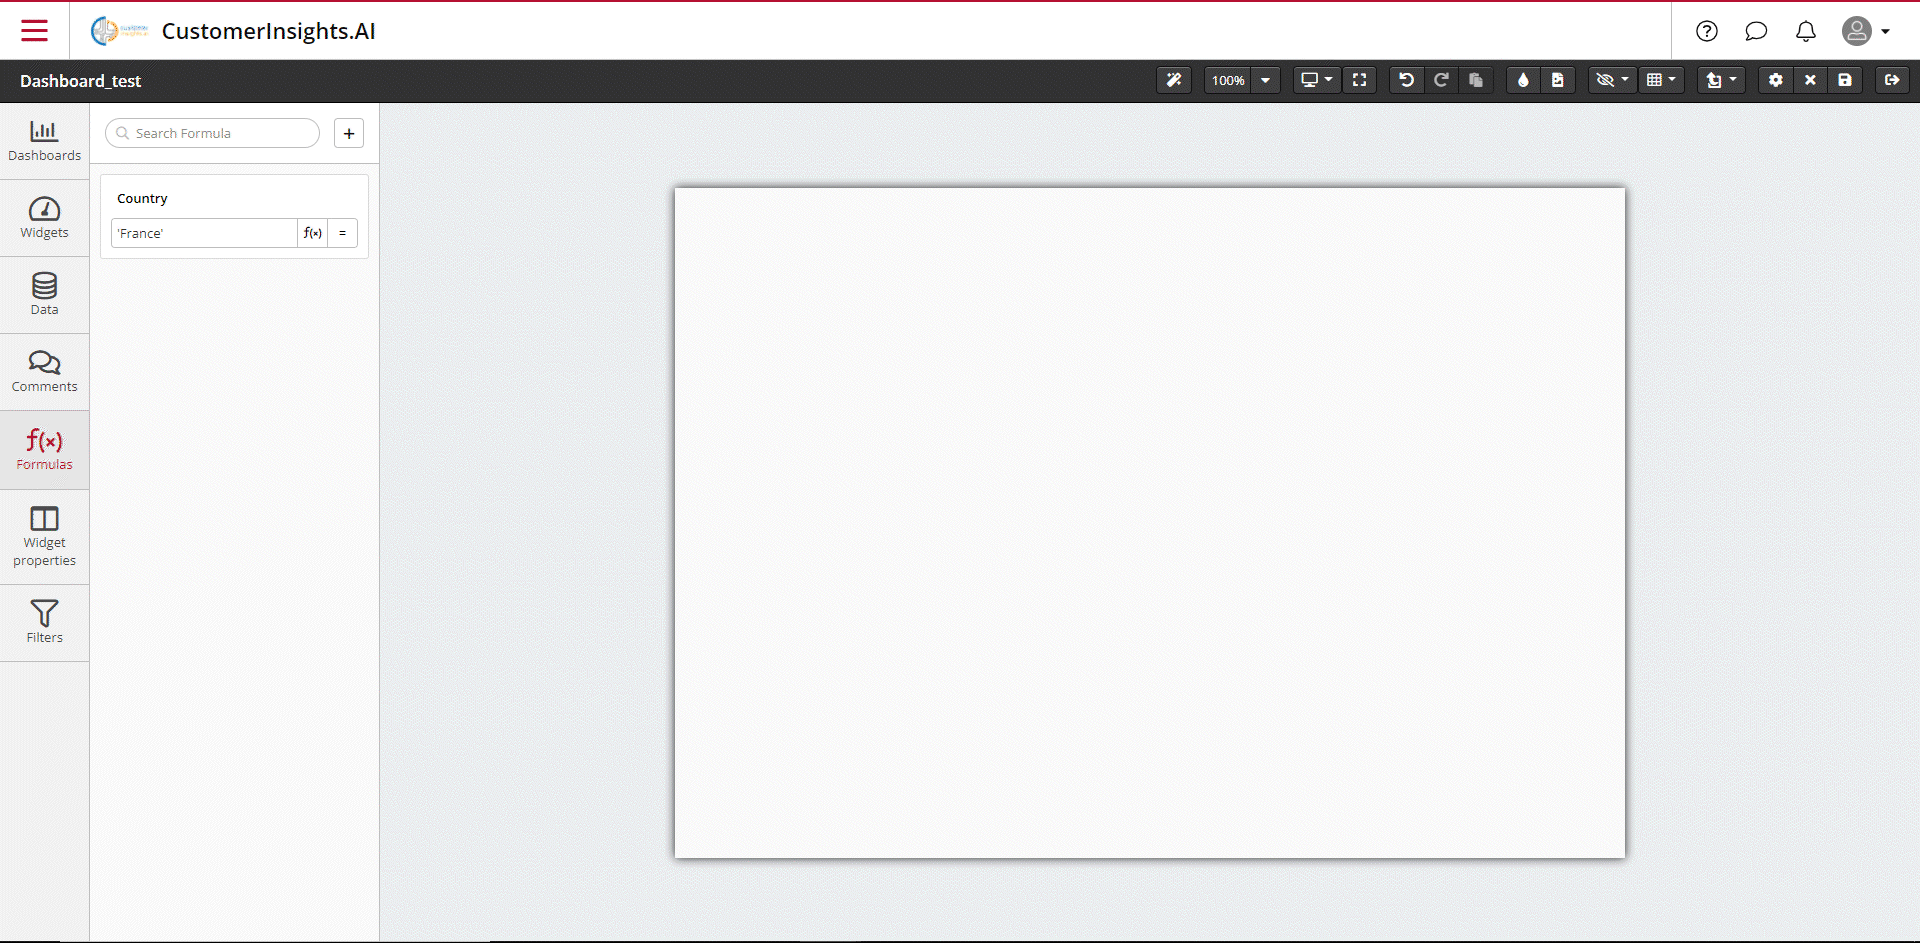 CustomerInsights.AI
Dashboard_test
100%
Dashboards
Search Formula
+
Country
'France'
f(×)
=
Widgets
Data
Comments
f(×)
Formulas
Widget
properties
Filters